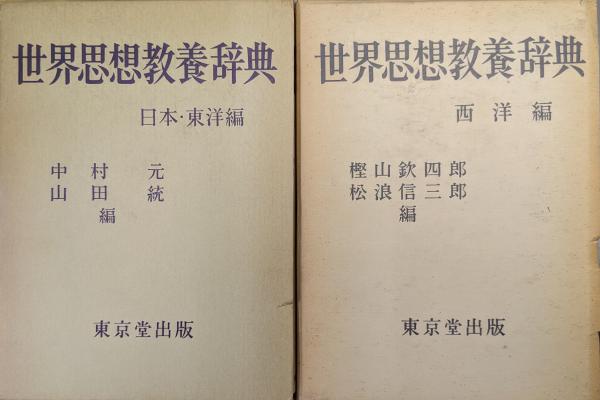 世界思想教養辞典
日本・東洋編
中村元
山田統
編
東京堂出版
世界思想教養辞典
西洋編
樫山欽四郎
松浪信三郎
編
東京堂出版